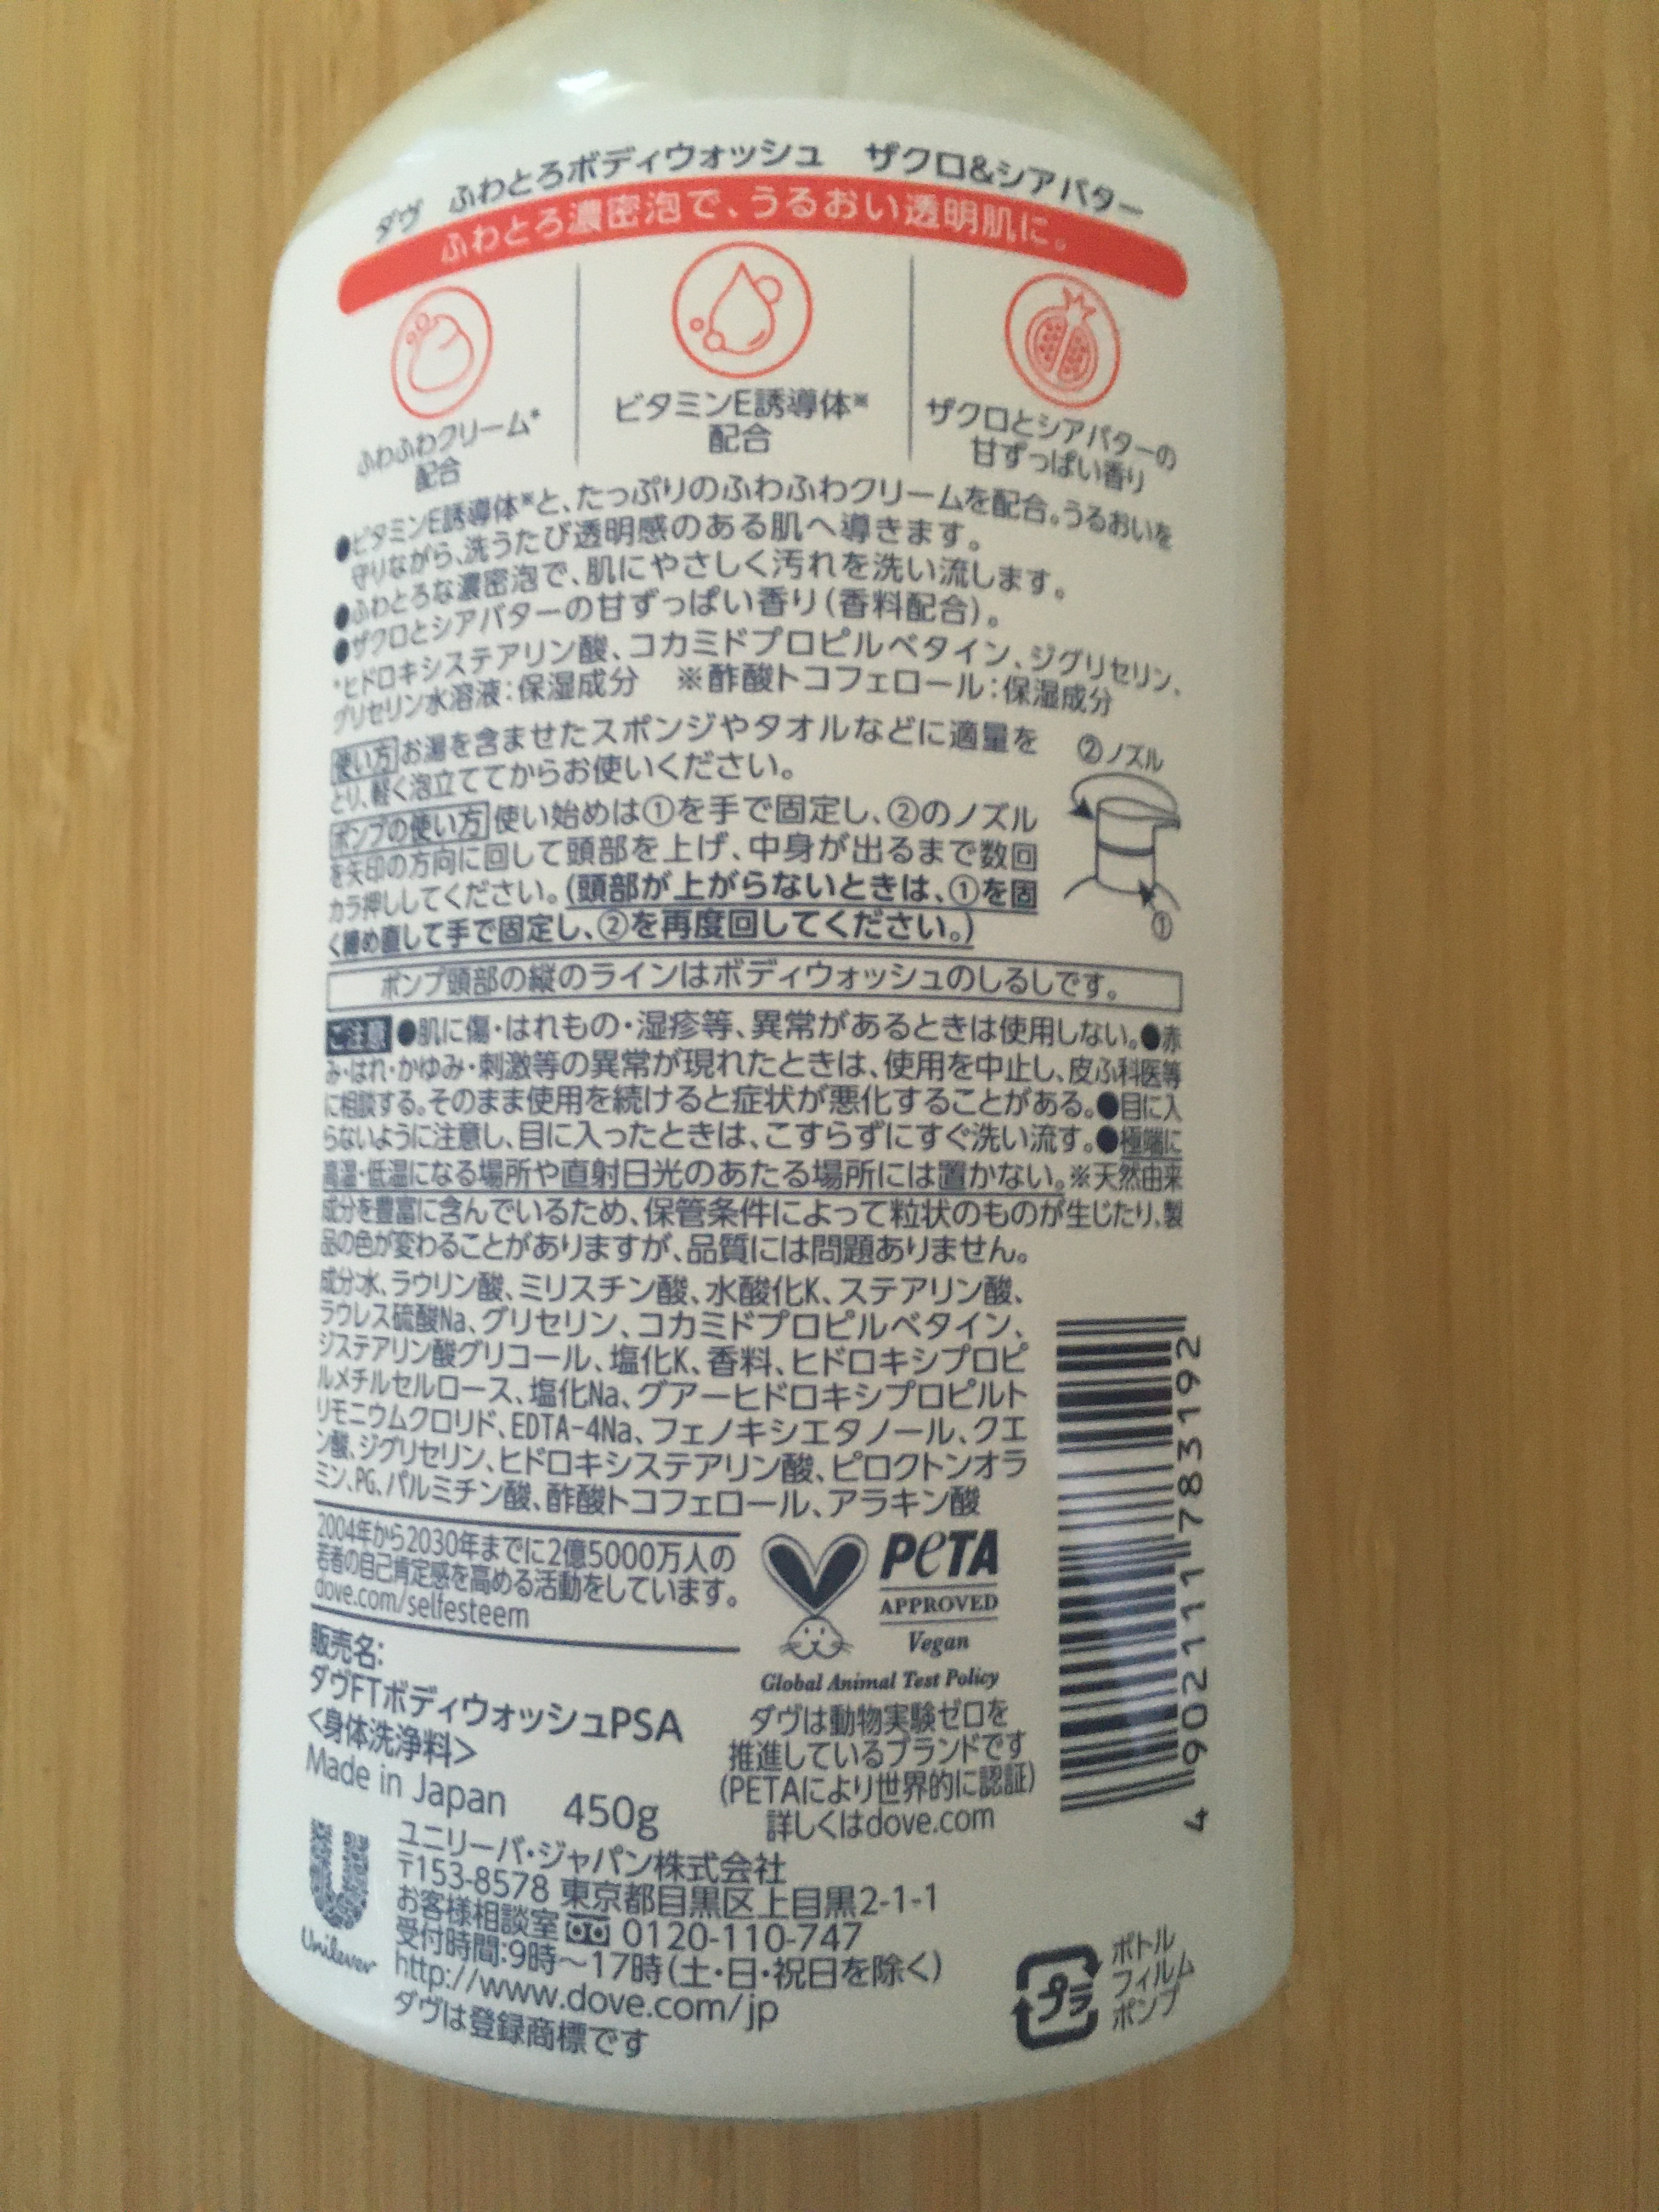 ダヴ ふわとろボディウォッシュ ザクロ&シアバター
ふわとろ濃密泡で、うるおい透明肌に。
ふわふわクリーム*
配合
ビタミンE誘導体※
配合
ザクロとシアバターの
甘ずっぱい香り
●ビタミンE誘導体※と、たっぷりのふわふわクリームを配合。うるおいを
守りながら、洗うたび透明感のある肌へ導きます。
●ふわとろな濃密泡で、肌にやさしく汚れを洗い流します。
●ザクロとシアバターの甘ずっぱい香り(香料配合)。
*ヒドロキシステアリン酸、コカミドプロピルベタイン、ジグリセリン、
グリセリン水溶液:保湿成分 ※酢酸トコフェロール:保湿成分
使い方 お湯を含ませたスポンジやタオルなどに適量を
とり、軽く泡立ててからお使いください。
ポンプの使い方 使い始めは①を手で固定し、②のノズル
を矢印の方向に回して頭部を上げ、中身が出るまで数回
カラ押ししてください。(頭部が上がらないときは、①を固
く締め直して手で固定し、②を再度回してください。)
②ノズル
①
ポンプ頭部の縦のラインはボディウォッシュのしるしです。
ご注意 ●肌に傷・はれもの・湿疹等、異常があるときは使用しない。●赤
み・はれ・かゆみ・刺激等の異常が現れたときは、使用を中止し、皮ふ科医等
に相談する。そのまま使用を続けると症状が悪化することがある。●目に入
らないように注意し、目に入ったときは、こすらずにすぐ洗い流す。●極端に
高温・低温になる場所や直射日光のあたる場所には置かない。※天然由来
成分を豊富に含んでいるため、保管条件によって粒状のものが生じたり、製
品の色が変わることがありますが、品質には問題ありません。
成分:水、ラウリン酸、ミリスチン酸、水酸化K、ステアリン酸、
ラウレス硫酸Na、グリセリン、コカミドプロピルベタイン、
ジステアリン酸グリコール、塩化K、香料、ヒドロキシプロピ
ルメチルセルロース、塩化Na、グアーヒドロキシプロピルト
リモニウムクロリド、EDTA-4Na、フェノキシエタノール、クエ
ン酸、ジグリセリン、ヒドロキシステアリン酸、ピロクトンオラ
ミン、PG、パルミチン酸、酢酸トコフェロール、アラキン酸
2004年から2030年までに2億5000万人の
若者の自己肯定感を高める活動をしています。
dove.com/selfesteem
販売名:
ダヴFTボディウォッシュPSA
<身体洗浄料>
Made in Japan 450g
PETA
APPROVED
Vegan
Global Animal Test Policy
ダヴは動物実験ゼロを
推進しているブランドです
(PETAにより世界的に認証)
詳しくはdove.com
4 902111 783192
Unilever
ユニリーバ・ジャパン株式会社
〒153-8578 東京都目黒区上目黒2-1-1
お客様相談室 0120-110-747
受付時間:9時~17時(土・日・祝日を除く)
http://www.dove.com/jp
ダヴは登録商標です
プラ
ボトル
フィルム
ポンプ